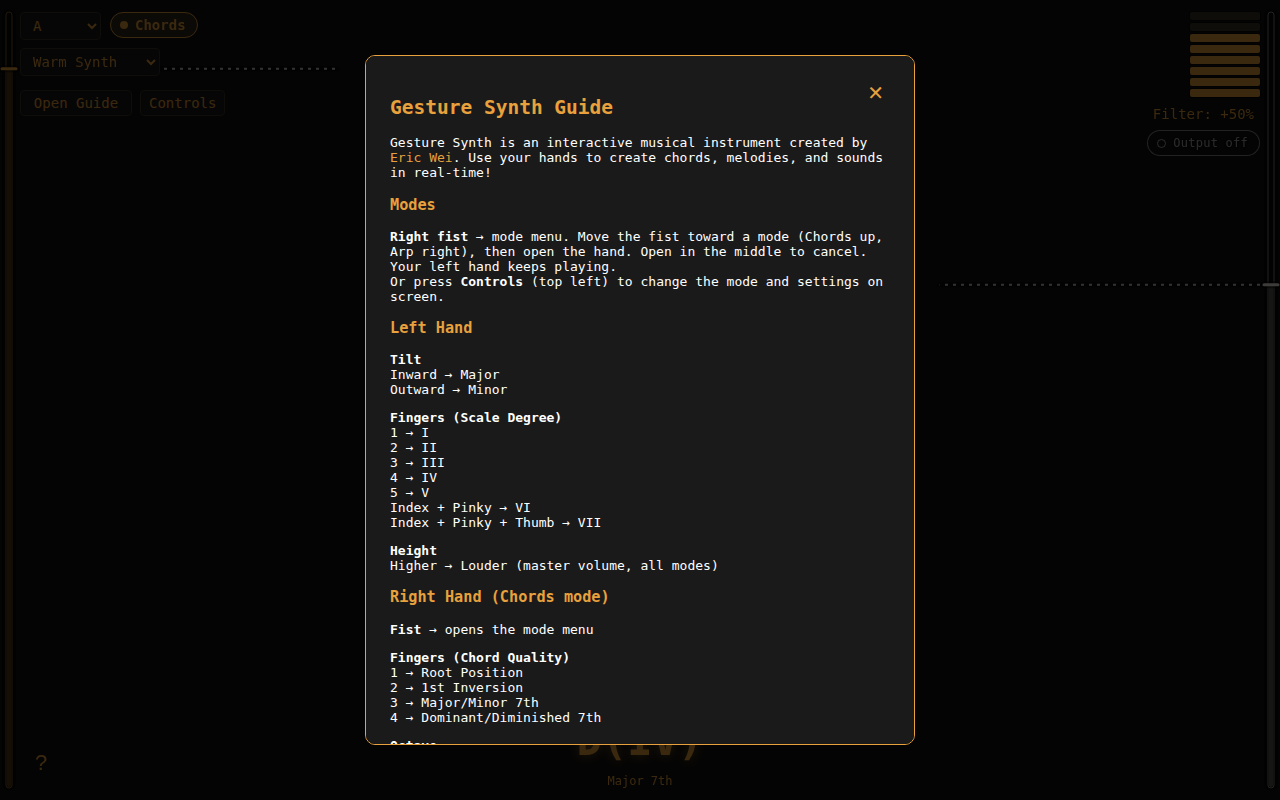 A
Chords
Warm Synth
Open Guide
Controls
Filter: +50%
Output off
Gesture Synth Guide
✕
Gesture Synth is an interactive musical instrument created by
Eric Wei. Use your hands to create chords, melodies, and sounds
in real-time!
Modes
Right fist → mode menu. Move the fist toward a mode (Chords up,
Arp right), then open the hand. Open in the middle to cancel.
Your left hand keeps playing.
Or press Controls (top left) to change the mode and settings on
screen.
Left Hand
Tilt
Inward → Major
Outward → Minor
Fingers (Scale Degree)
1 → I
2 → II
3 → III
4 → IV
5 → V
Index + Pinky → VI
Index + Pinky + Thumb → VII
Height
Higher → Louder (master volume, all modes)
Right Hand (Chords mode)
Fist → opens the mode menu
Fingers (Chord Quality)
1 → Root Position
2 → 1st Inversion
3 → Major/Minor 7th
4 → Dominant/Diminished 7th
D(IV)
Major 7th
?